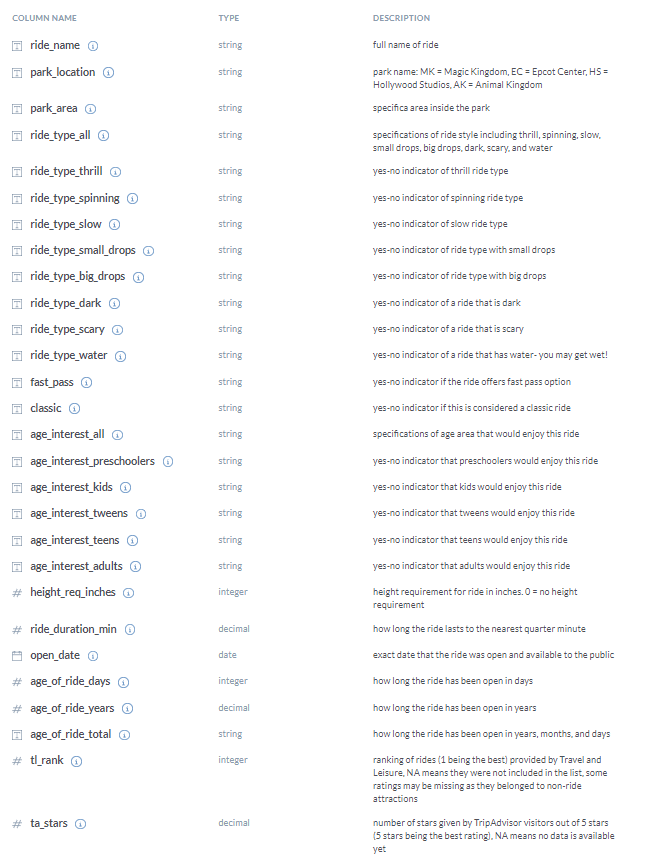 COLUMN NAME TYPE DESCRIPTION
ride_name string full name of ride
park_location string park name: MK = Magic Kingdom, EC = Epcot Center, HS =
Hollywood Studios, AK = Animal Kingdom
park_area string specifica area inside the park
ride_type_all string specifications of ride style including thrill, spinning, slow,
small drops, big drops, dark, scary, and water
ride_type_thrill string yes-no indicator of thrill ride type
ride_type_spinning string yes-no indicator of spinning ride type
ride_type_slow string yes-no indicator of slow ride type
ride_type_small_drops string yes-no indicator of ride type with small drops
ride_type_big_drops string yes-no indicator of ride type with big drops
ride_type_dark string yes-no indicator of a ride that is dark
ride_type_scary string yes-no indicator of a ride that is scary
ride_type_water string yes-no indicator of a ride that has water- you may get wet!
fast_pass string yes-no indicator if the ride offers fast pass option
classic string yes-no indicator if this is considered a classic ride
age_interest_all string specifications of age area that would enjoy this ride
age_interest_preschoolers string yes-no indicator that preschoolers would enjoy this ride
age_interest_kids string yes-no indicator that kids would enjoy this ride
age_interest_tweens string yes-no indicator that tweens would enjoy this ride
age_interest_teens string yes-no indicator that teens would enjoy this ride
age_interest_adults string yes-no indicator that adults would enjoy this ride
# height_req_inches integer height requirement for ride in inches. 0 = no height
requirement
# ride_duration_min decimal how long the ride lasts to the nearest quarter minute
open_date date exact date that the ride was open and available to the public
# age_of_ride_days integer how long the ride has been open in days
# age_of_ride_years decimal how long the ride has been open in years
age_of_ride_total string how long the ride has been open in years, months, and days
# tl_rank integer ranking of rides (1 being the best) provided by Travel and
Leisure, NA means they were not included in the list, some
ratings may be missing as they belonged to non-ride
attractions
# ta_stars decimal number of stars given by TripAdvisor visitors out of 5 stars
(5 stars being the best rating), NA means no data is available
yet